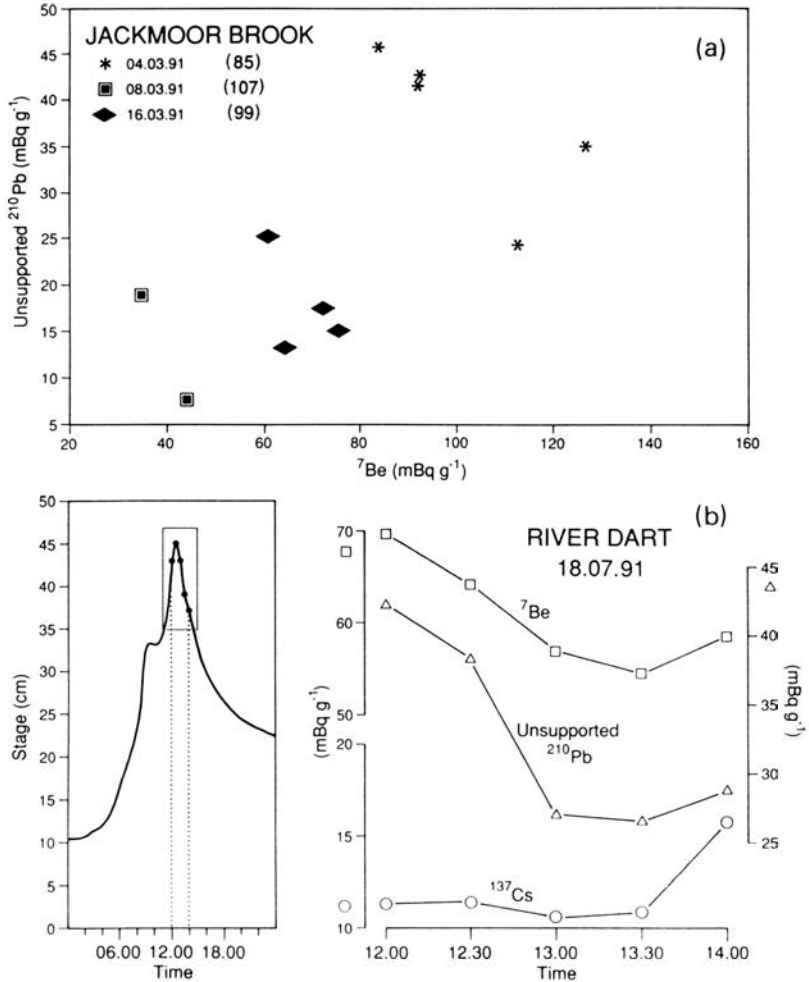 JACKMOOR BROOK
(a)
04.03.91 (85)
08.03.91 (107)
16.03.91 (99)
Unsupported ²¹⁰Pb (mBq g⁻¹)
50
45
40
35
30
25
20
15
10
5
20 40 60 80 100 120 140 160
⁷Be (mBq g⁻¹)
Stage (cm)
50
45
40
35
30
25
20
15
10
5
0
06.00 12.00 18.00
Time
(b)
RIVER DART
18.07.91
(mBq g⁻¹)
70
60
50
20
15
10
⁷Be
Unsupported
²¹⁰Pb
¹³⁷Cs
45
40
35
30
25
(mBq g⁻¹)
12.00 12.30 13.00 13.30 14.00
Time